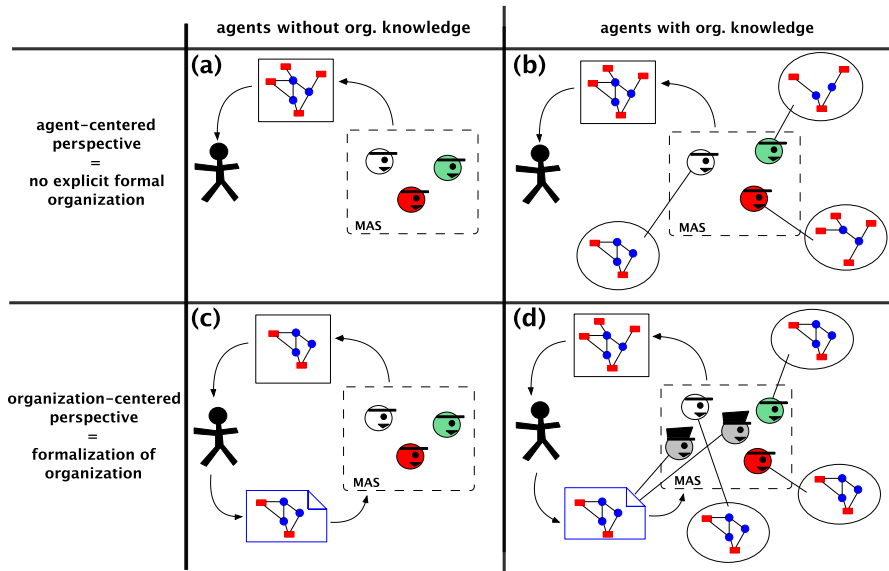 agents without org. knowledge
agents with org. knowledge
(a)
(b)
agent-centered
perspective
=
no explicit formal
organization
MAS
MAS
(c)
(d)
organization-centered
perspective
=
formalization of
organization
MAS
MAS